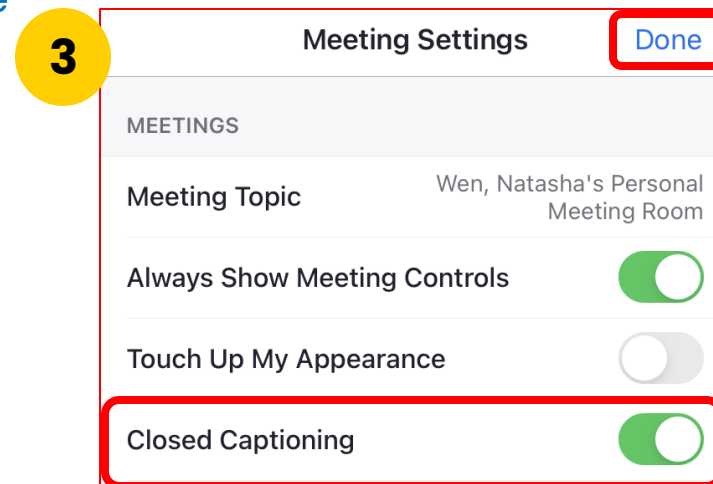 3
Meeting Settings
Done
MEETINGS
Meeting Topic
Wen, Natasha's Personal
Meeting Room
Always Show Meeting Controls
Touch Up My Appearance
Closed Captioning